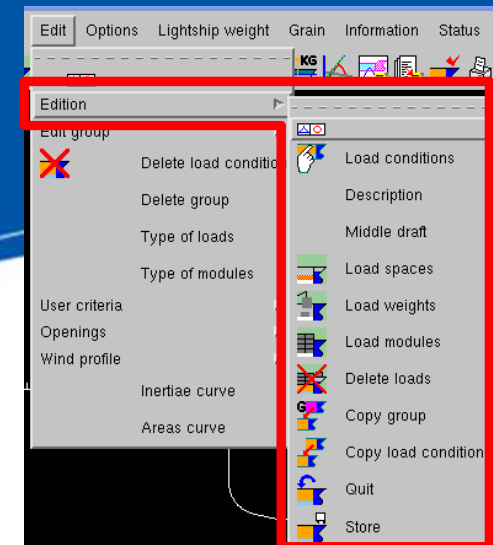 Edit Options Lightship weight Grain Information Status
KG
Edition
Edit group
Delete load conditio
Delete group
Type of loads
Type of modules
User criteria
Openings
Wind profile
Inertiae curve
Areas curve
Load conditions
Description
Middle draft
Load spaces
Load weights
Load modules
Delete loads
G
Copy group
Copy load condition
Quit
Store